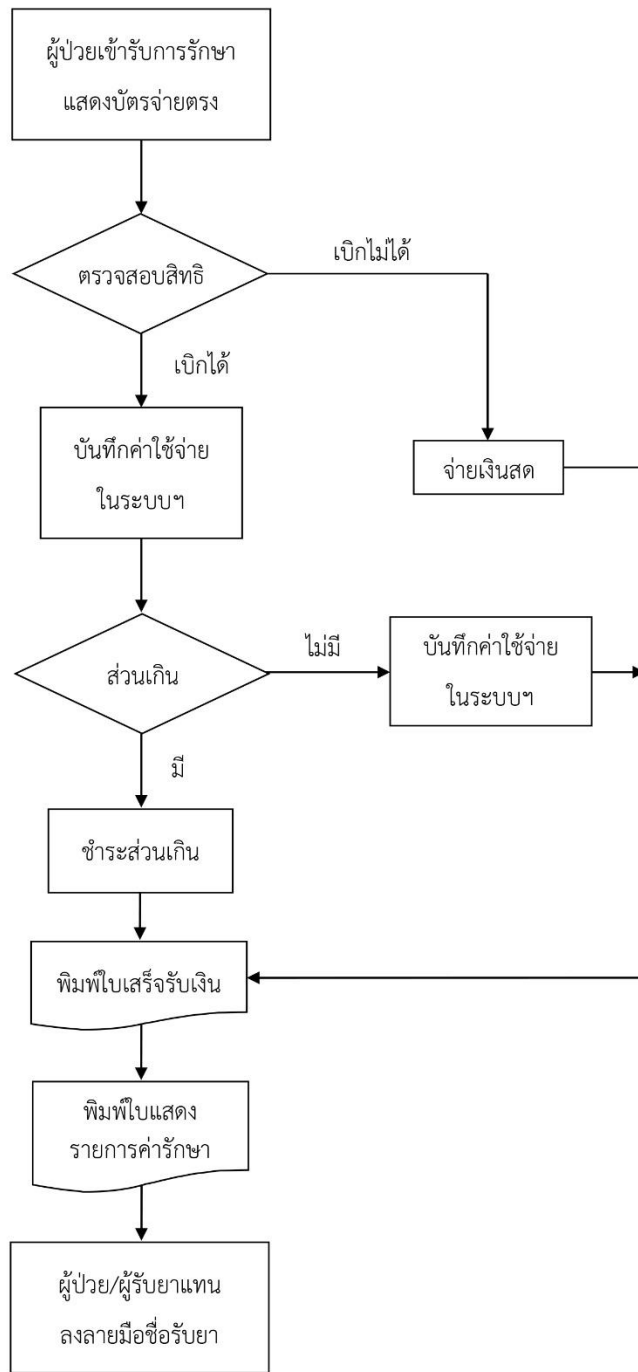 ผู้ป่วยเข้ารับการรักษา
แสดงบัตรจ่ายตรง
ตรวจสอบสิทธิ
เบิกไม่ได้
เบิกได้
บันทึกค่าใช้จ่าย
ในระบบฯ
จ่ายเงินสด
ส่วนเกิน
ไม่มี
บันทึกค่าใช้จ่าย
ในระบบฯ
มี
ชำระส่วนเกิน
พิมพ์ใบเสร็จรับเงิน
พิมพ์ใบแสดง
รายการค่ารักษา
ผู้ป่วย/ผู้รับยาแทน
ลงลายมือชื่อรับยา